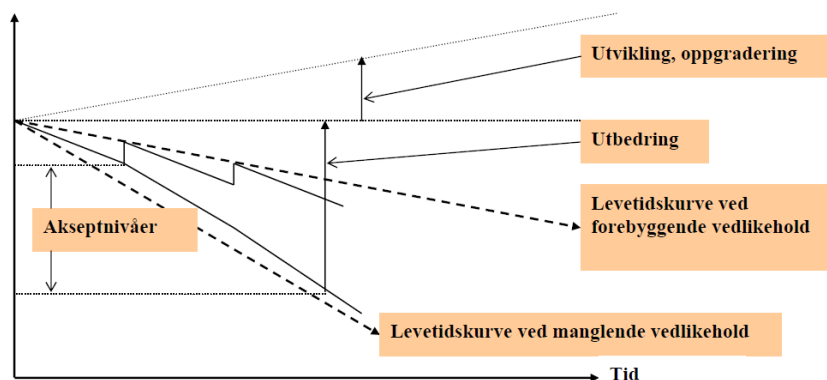 Utvikling, oppgradering
Utbedring
Levetidskurve ved
forebyggende vedlikehold
Akseptnivåer
Levetidskurve ved manglende vedlikehold
Tid